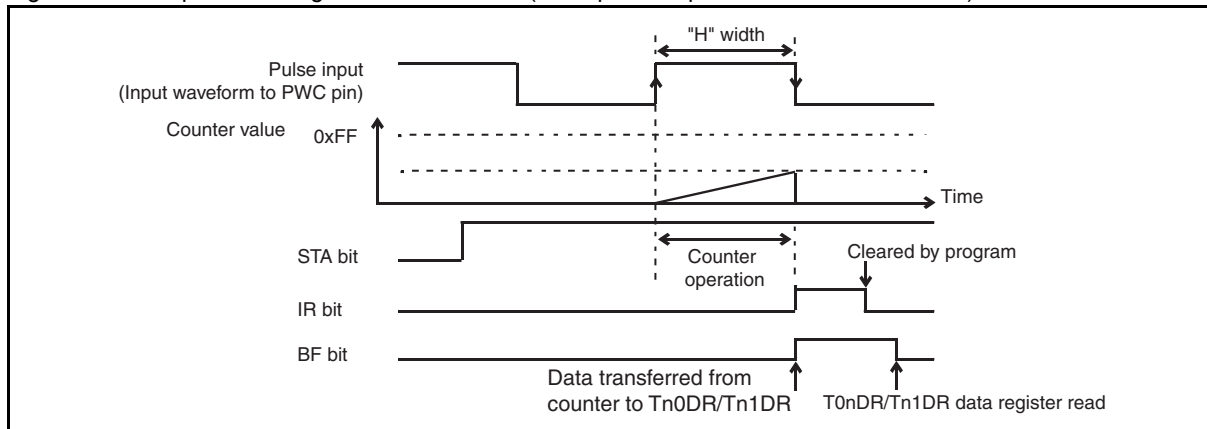 "H" width
Pulse input
(Input waveform to PWC pin)
Counter value
0xFF
Time
STA bit
Counter
operation
Cleared by program
IR bit
BF bit
Data transferred from
counter to Tn0DR/Tn1DR
T0nDR/Tn1DR data register read